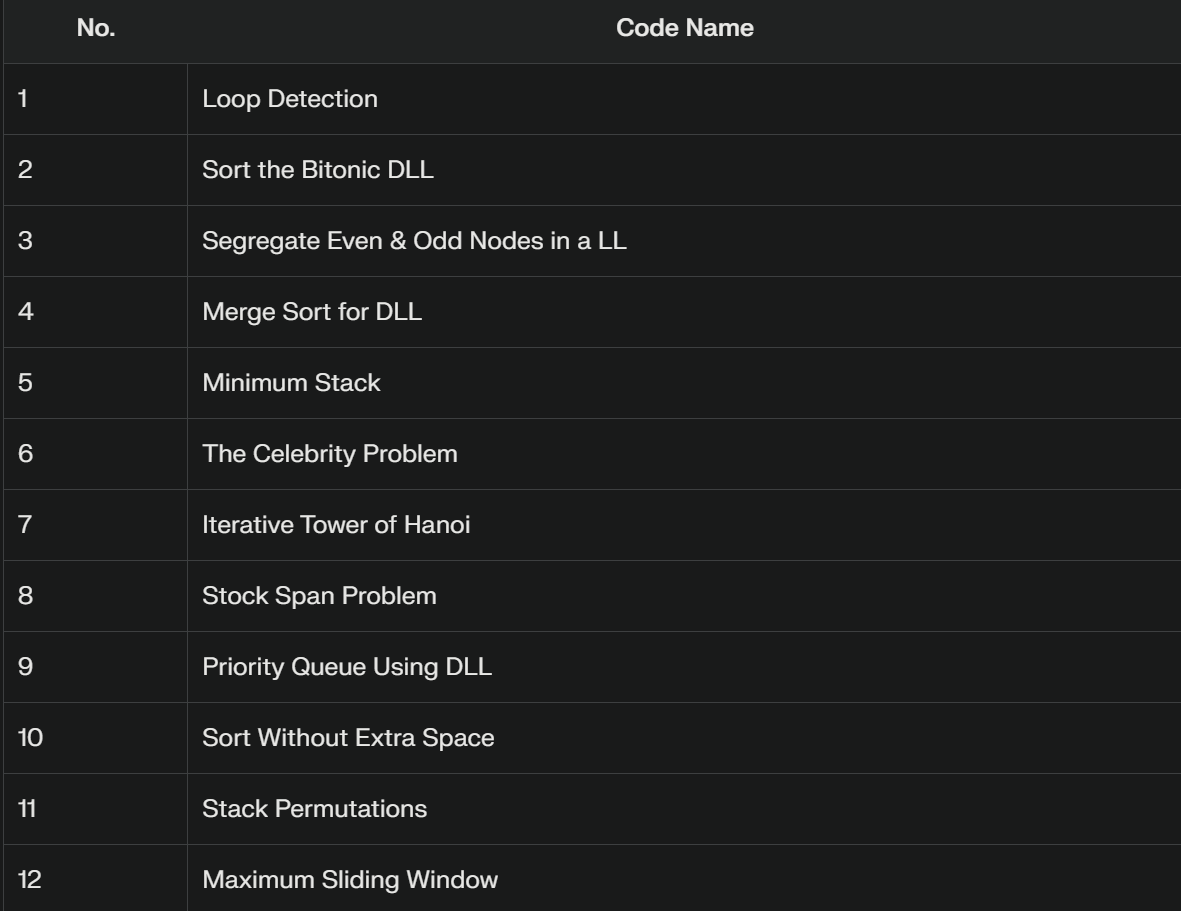 No. Code Name
1 Loop Detection
2 Sort the Bitonic DLL
3 Segregate Even & Odd Nodes in a LL
4 Merge Sort for DLL
5 Minimum Stack
6 The Celebrity Problem
7 Iterative Tower of Hanoi
8 Stock Span Problem
9 Priority Queue Using DLL
10 Sort Without Extra Space
11 Stack Permutations
12 Maximum Sliding Window